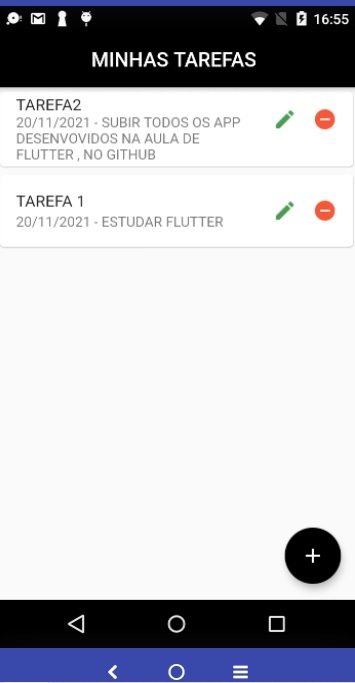 16:55
MINHAS TAREFAS
TAREFA2
20/11/2021 - SUBIR TODOS OS APP
DESENVOVIDOS NA AULA DE
FLUTTER , NO GITHUB
TAREFA 1
20/11/2021 - ESTUDAR FLUTTER